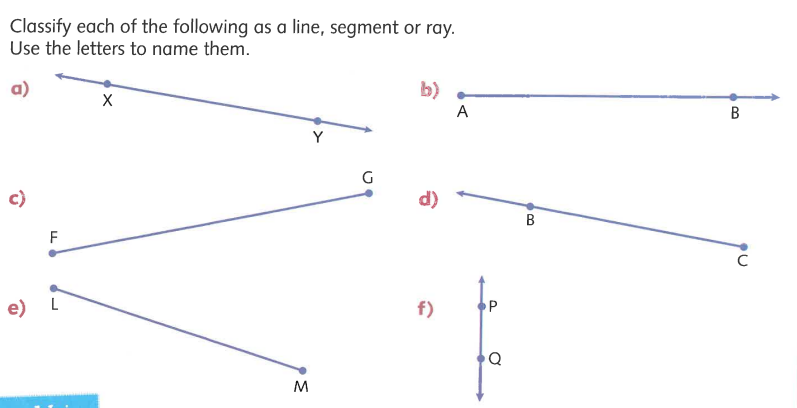 Classify each of the following as a line, segment or ray.
Use the letters to name them.
a)
X
Y
b)
A
B
c)
F
G
d)
B
C
e)
L
M
f)
P
Q